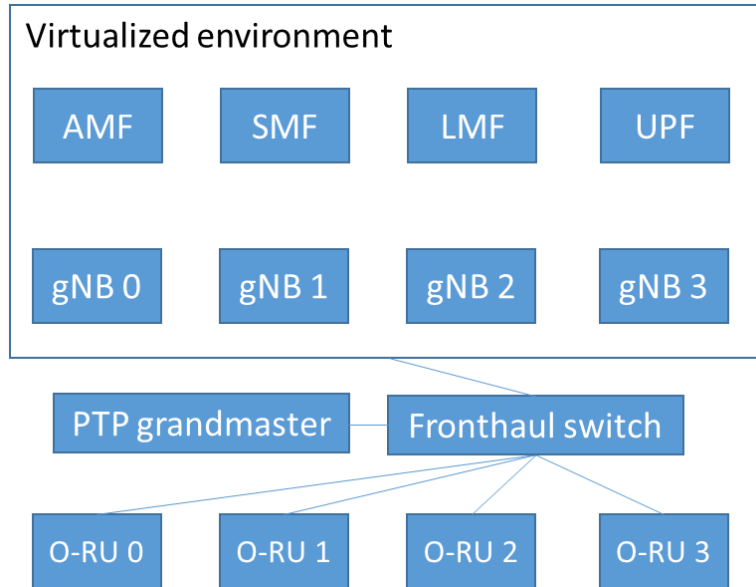 Virtualized environment
AMF
SMF
LMF
UPF
gNB 0
gNB 1
gNB 2
gNB 3
PTP grandmaster
Fronthaul switch
O-RU 0
O-RU 1
O-RU 2
O-RU 3